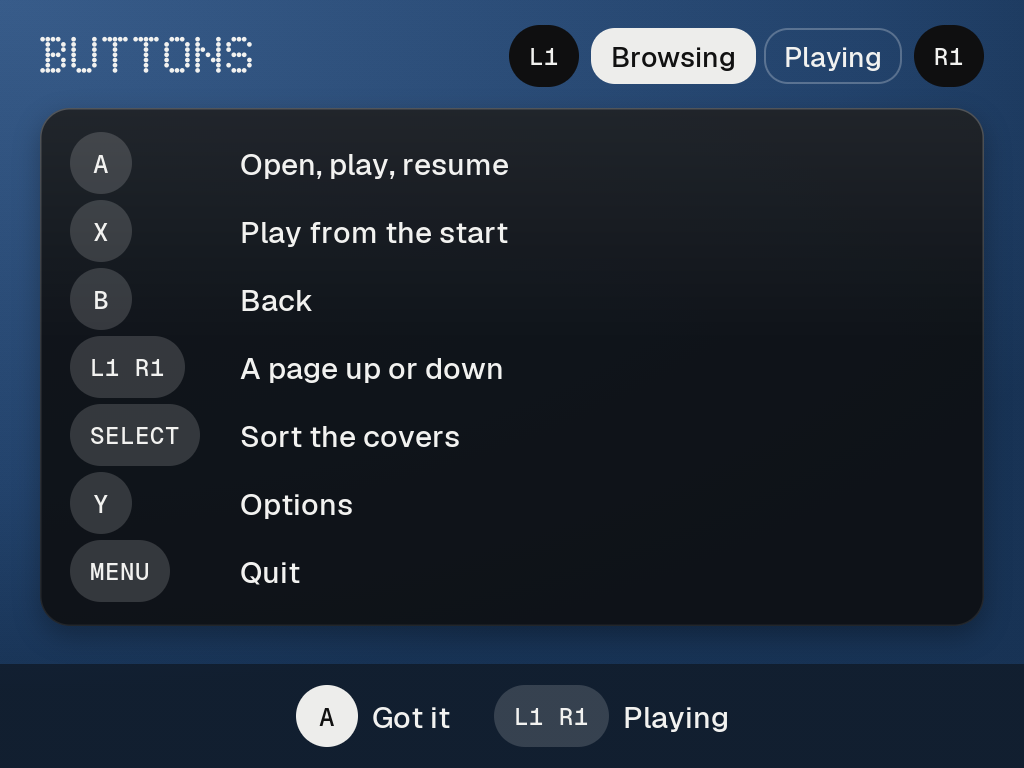 BUTTONS
L1 Browsing Playing R1
A Open, play, resume
X Play from the start
B Back
L1 R1 A page up or down
SELECT Sort the covers
Y Options
MENU Quit
A Got it L1 R1 Playing